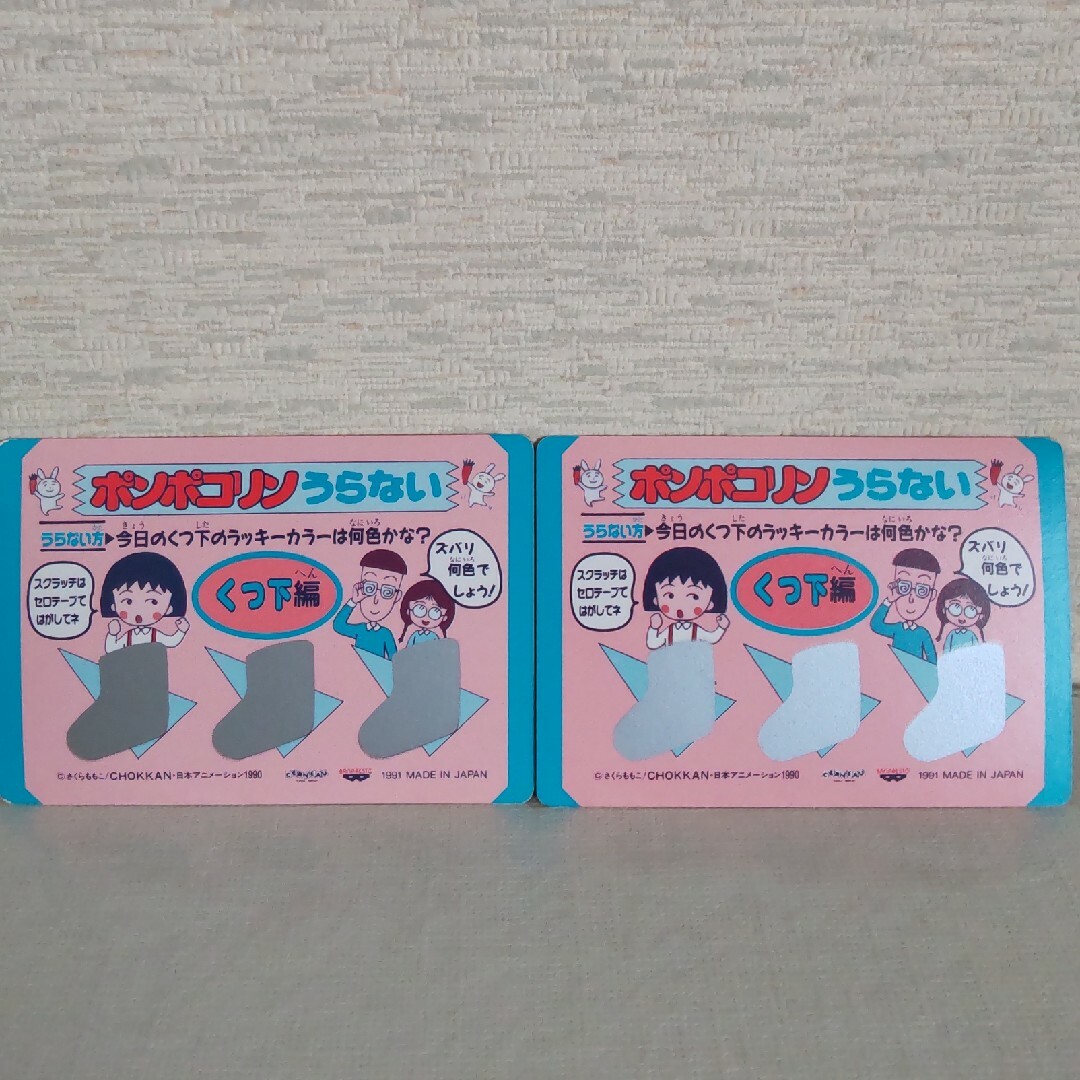 ポンポコリンうらない
うらない方▶今日のくつ下のラッキーカラーは何色かな?
スクラッチは
セロテープで
はがしてネ
くつ下編
ズバリ
何色で
しょう!
©さくらももこ/CHOKKAN・日本アニメーション1990
1991 MADE IN JAPAN
ポンポコリンうらない
うらない方▶今日のくつ下のラッキーカラーは何色かな?
スクラッチは
セロテープで
はがしてネ
くつ下編
ズバリ
何色で
しょう!
©さくらももこ/CHOKKAN・日本アニメーション1990
1991 MADE IN JAPAN